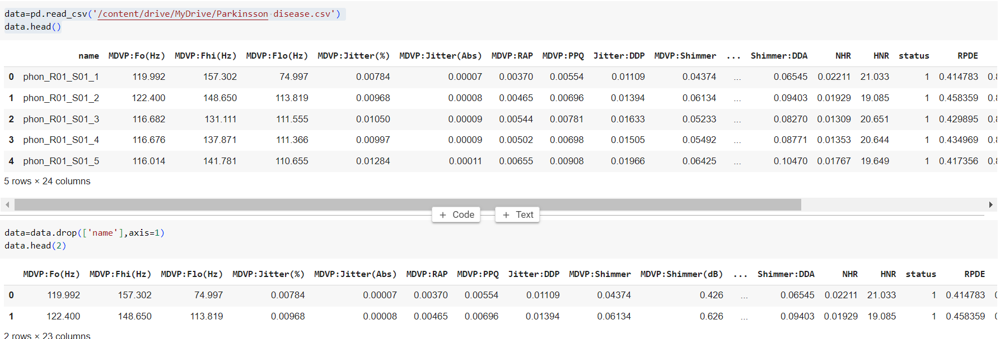 data=pd.read_csv('/content/drive/MyDrive/Parkinsson disease.csv')
data.head()
name MDVP:Fo(Hz) MDVP:Fhi(Hz) MDVP:Flo(Hz) MDVP:Jitter(%) MDVP:Jitter(Abs) MDVP:RAP MDVP:PPQ Jitter:DDP MDVP:Shimmer ... Shimmer:DDA NHR HNR status RPDE
0 phon_R01_S01_1 119.992 157.302 74.997 0.00784 0.00007 0.00370 0.00554 0.01109 0.04374 ... 0.06545 0.02211 21.033 1 0.414783
1 phon_R01_S01_2 122.400 148.650 113.819 0.00968 0.00008 0.00465 0.00696 0.01394 0.06134 ... 0.09403 0.01929 19.085 1 0.458359
2 phon_R01_S01_3 116.682 131.111 111.555 0.01050 0.00009 0.00544 0.00781 0.01633 0.05233 ... 0.08270 0.01309 20.651 1 0.429895
3 phon_R01_S01_4 116.676 137.871 111.366 0.00997 0.00009 0.00502 0.00698 0.01505 0.05492 ... 0.08771 0.01353 20.644 1 0.434969
4 phon_R01_S01_5 116.014 141.781 110.655 0.01284 0.00011 0.00655 0.00908 0.01966 0.06425 ... 0.10470 0.01767 19.649 1 0.417356
5 rows × 24 columns
+ Code + Text
data=data.drop(['name'],axis=1)
data.head(2)
MDVP:Fo(Hz) MDVP:Fhi(Hz) MDVP:Flo(Hz) MDVP:Jitter(%) MDVP:Jitter(Abs) MDVP:RAP MDVP:PPQ Jitter:DDP MDVP:Shimmer MDVP:Shimmer(dB) ... Shimmer:DDA NHR HNR status RPDE
0 119.992 157.302 74.997 0.00784 0.00007 0.00370 0.00554 0.01109 0.04374 0.426 ... 0.06545 0.02211 21.033 1 0.414783
1 122.400 148.650 113.819 0.00968 0.00008 0.00465 0.00696 0.01394 0.06134 0.626 ... 0.09403 0.01929 19.085 1 0.458359
2 rows × 23 columns